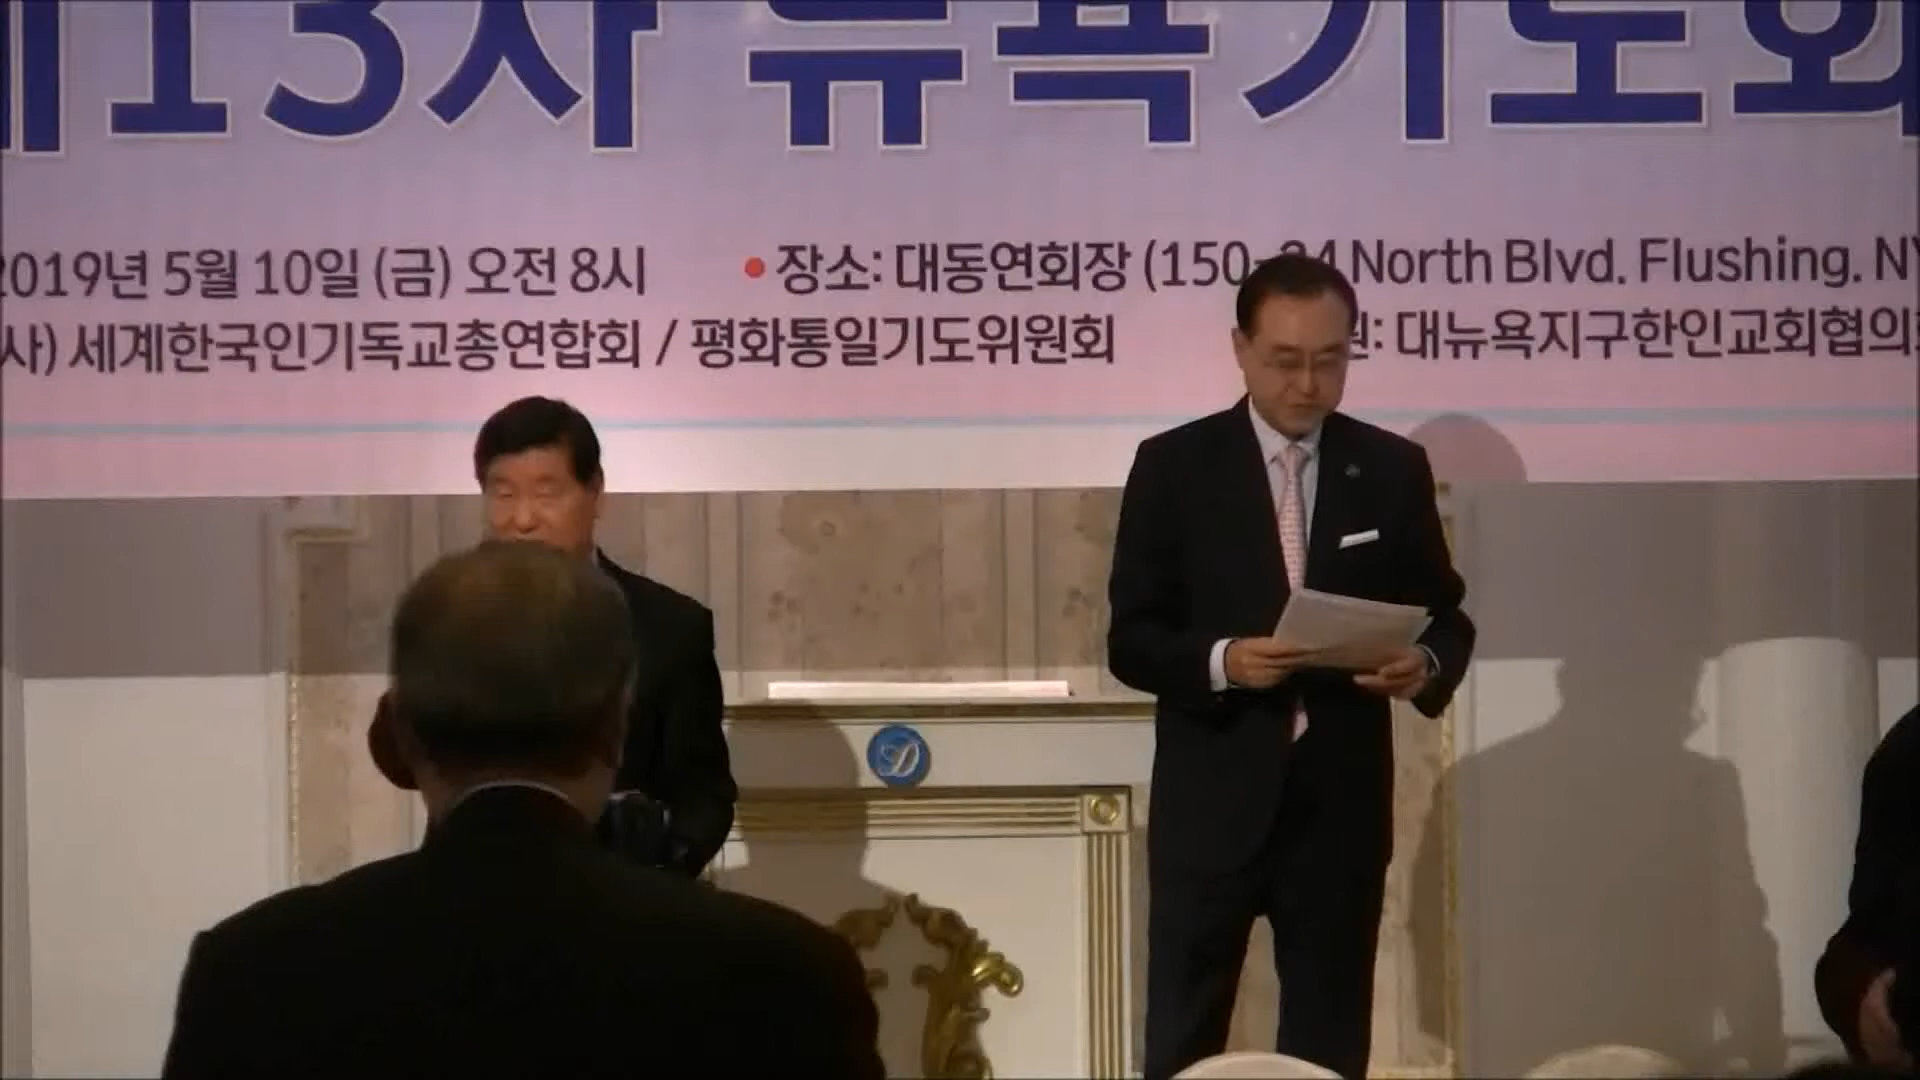 제13차 뉴욕기도회
2019년 5월 10일 (금) 오전 8시 • 장소: 대동연회장 (150-24 North Blvd. Flushing. NY
사) 세계한국인기독교총연합회 / 평화통일기도위원회 원: 대뉴욕지구한인교회협의회
D